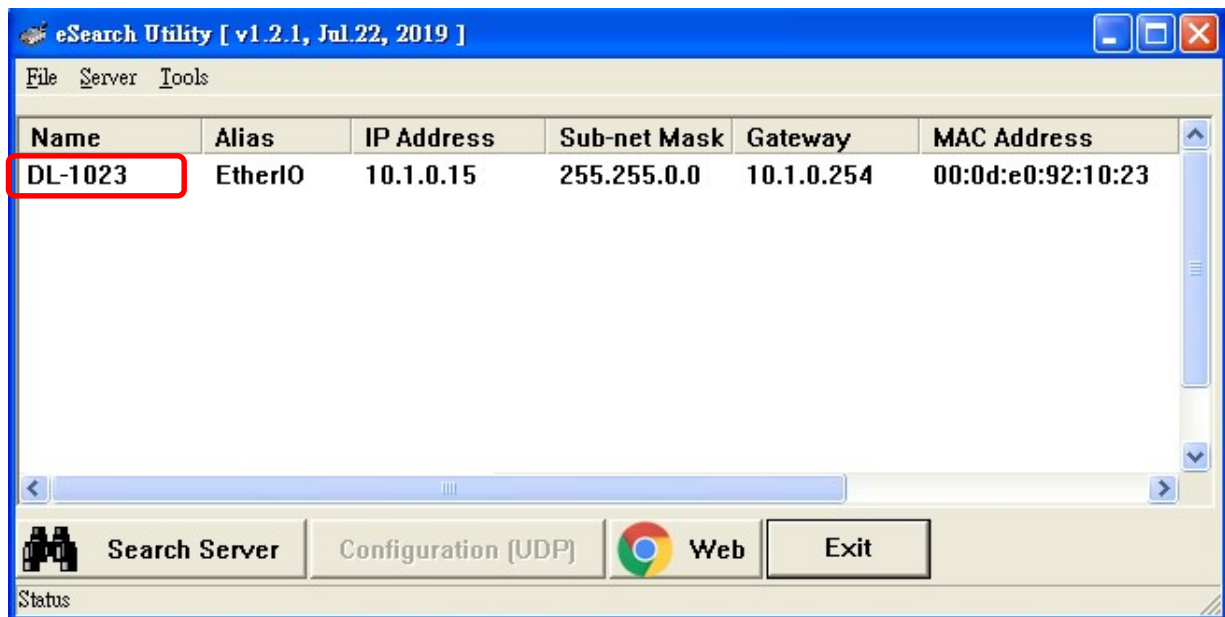 eSearch Utility [ v1.2.1, Jul.22, 2019 ]
File Server Tools
Name Alias IP Address Sub-net Mask Gateway MAC Address
DL-1023 EtherIO 10.1.0.15 255.255.0.0 10.1.0.254 00:0d:e0:92:10:23
Search Server Configuration (UDP) Web Exit
Status